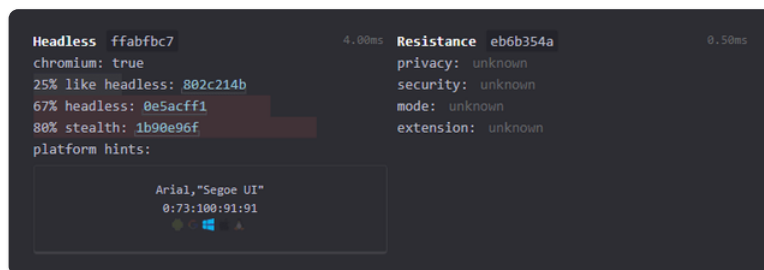 Headless ffabfbc7 4.00ms
chromium: true
25% like headless: 802c214b
67% headless: 0e5acff1
80% stealth: 1b90e96f
platform hints:
Arial,"Segoe UI"
0:73:100:91:91
Resistance eb6b354a 0.50ms
privacy: unknown
security: unknown
mode: unknown
extension: unknown